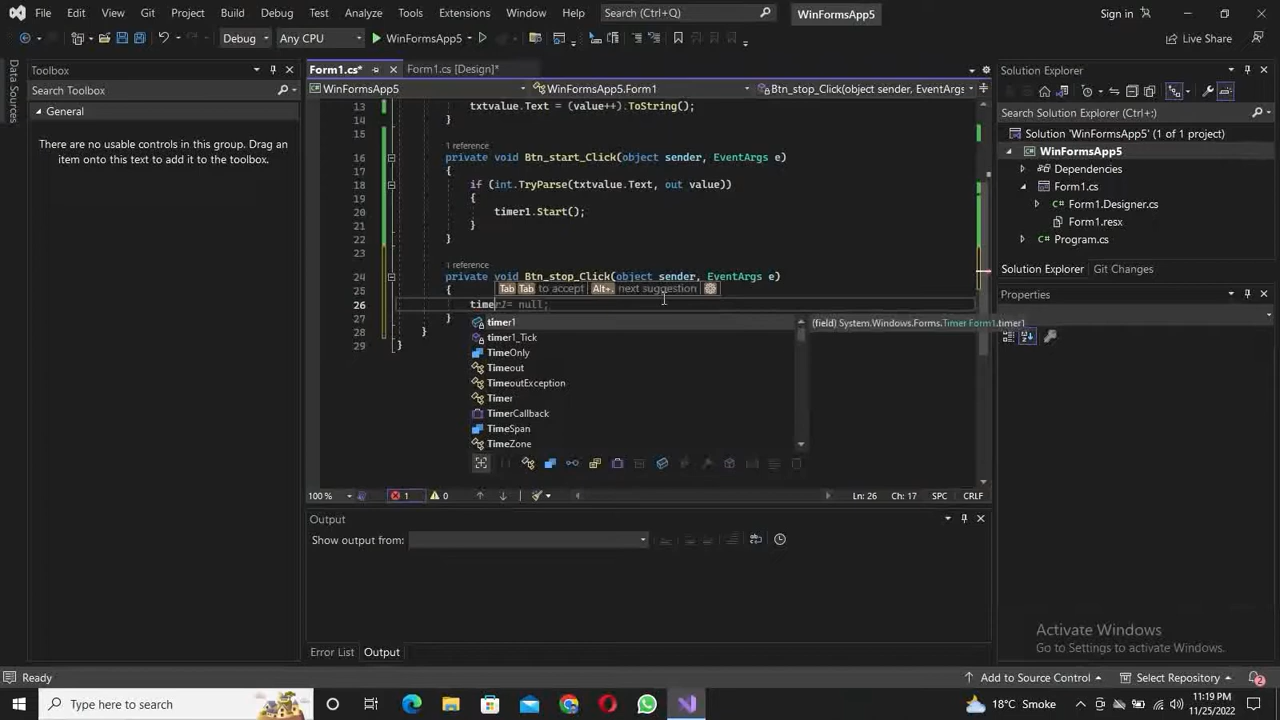 File Edit View Git Project Build Debug Test Analyze Tools Extensions Window Help Search (Ctrl+Q) WinFormsApp5 Sign in
Debug Any CPU WinFormsApp5 Live Share
Data Sources
Toolbox
Search Toolbox
General
There are no usable controls in this group. Drag an
item onto this text to add it to the toolbox.
Form1.cs* Form1.cs [Design]*
WinFormsApp5 WinFormsApp5.Form1 Btn_stop_Click(object sender, EventArgs
13 txtvalue.Text = (value++).ToString();
14 }
15
1 reference
16 private void Btn_start_Click(object sender, EventArgs e)
17 {
18 if (int.TryParse(txtvalue.Text, out value))
19 {
20 timer1.Start();
21 }
22 }
23
1 reference
24 private void Btn_stop_Click(object sender, EventArgs e)
25 {
Tab Tab to accept Alt+. next suggestion
26 timer1= null;
27 }
28 }
29 }
timer1
timer1_Tick
TimeOnly
Timeout
TimeoutException
Timer
TimerCallback
TimeSpan
TimeZone
(field) System.Windows.Forms.Timer Form1.timer1
100 % 1 0 Ln: 26 Ch: 17 SPC CRLF
Output
Show output from:
Error List Output
Solution Explorer
Search Solution Explorer (Ctrl+;)
Solution 'WinFormsApp5' (1 of 1 project)
WinFormsApp5
Dependencies
Form1.cs
Form1.Designer.cs
Form1.resx
Program.cs
Solution Explorer Git Changes
Properties
Activate Windows
Go to Settings to activate Windows.
Ready Add to Source Control Select Repository 2
Type here to search 18°C Smoke 11:19 PM
11/25/2022